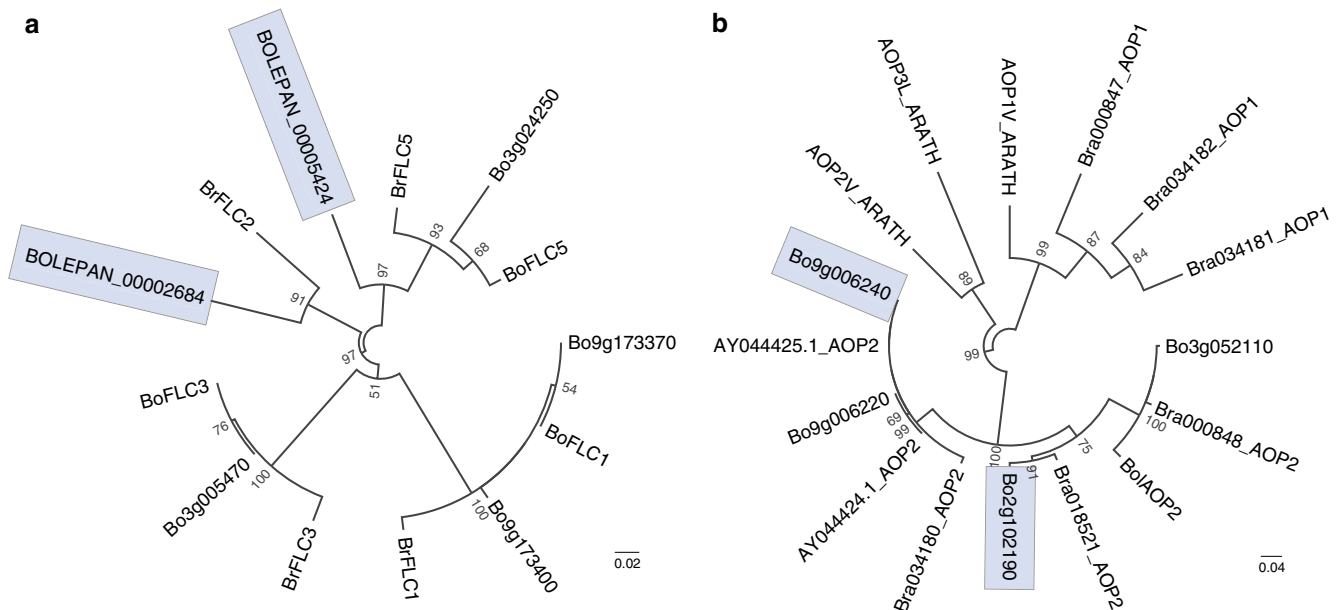 a
BOLEPAN_00005424
BrFLC5
Bo3g024250
BrFLC2
BOLEPAN_00002684
BoFLC5
93
68
97
91
97
51
BoFLC3
76
Bo3g005470
100
BrFLC3
Bo9g173370
54
BoFLC1
Bo9g173400
100
BrFLC1
0.02
b
AOP3L_ARATH
AOP1V_ARATH
Bra000847_AOP1
Bra034182_AOP1
Bra034181_AOP1
AOP2V_ARATH
Bo9g006240
99
87
84
89
99
AY044425.1_AOP2
Bo9g006220
69
99
AY044424.1_AOP2
Bra034180_AOP2
100
Bo2g102190
91
Bra018521_AOP2
75
BolAOP2
100
Bra000848_AOP2
Bo3g052110
0.04